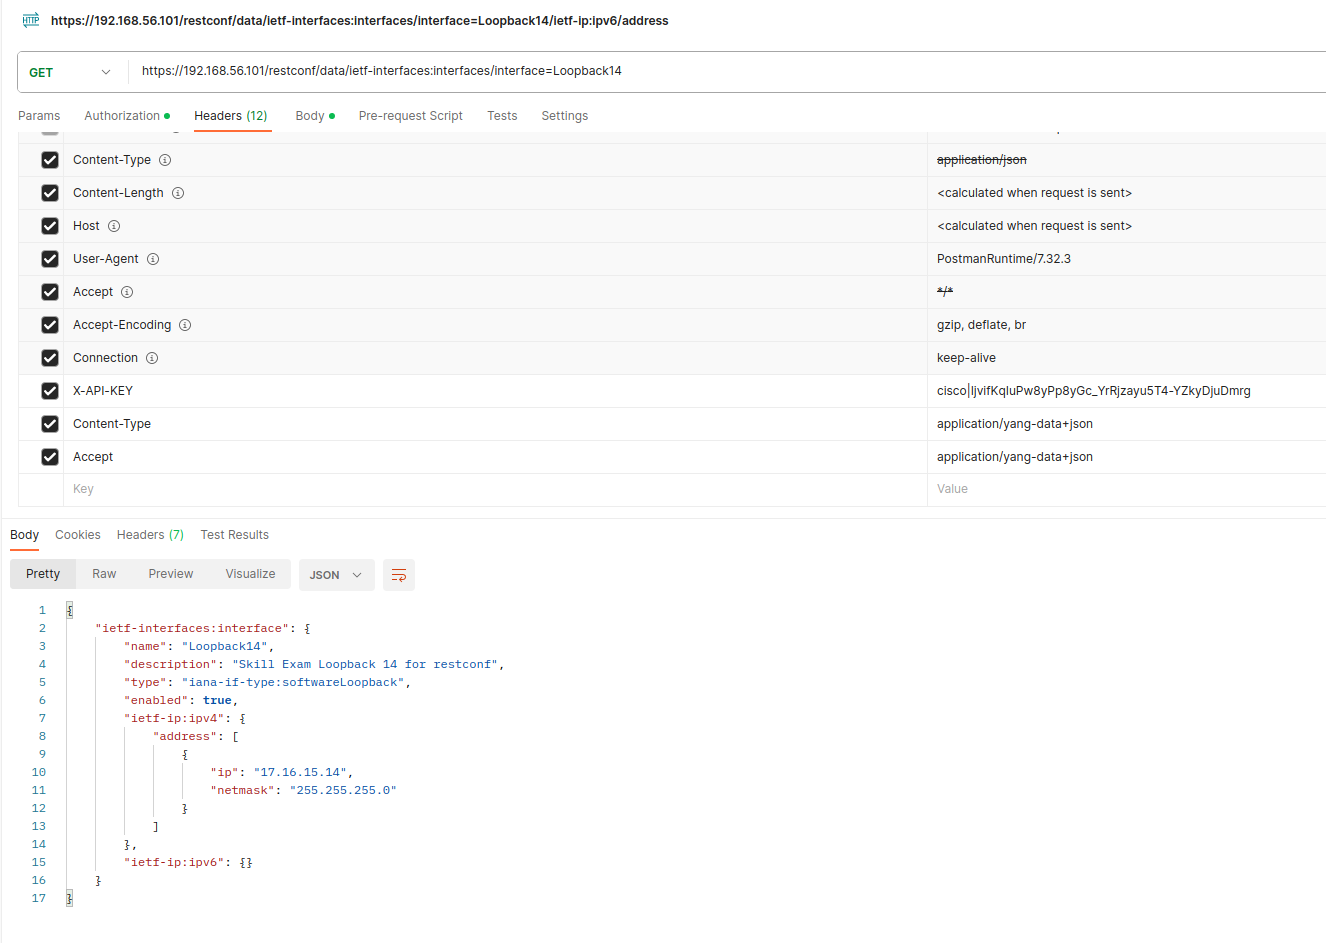 HTTP https://192.168.56.101/restconf/data/ietf-interfaces:interfaces/interface=Loopback14/ietf-ip:ipv6/address
GET https://192.168.56.101/restconf/data/ietf-interfaces:interfaces/interface=Loopback14
Params Authorization Headers (12) Body Pre-request Script Tests Settings
Content-Type application/json
Content-Length <calculated when request is sent>
Host <calculated when request is sent>
User-Agent PostmanRuntime/7.32.3
Accept */*
Accept-Encoding gzip, deflate, br
Connection keep-alive
X-API-KEY cisco|ljvifKqluPw8yPp8yGc_YrRjzayu5T4-YZkyDjuDmrg
Content-Type application/yang-data+json
Accept application/yang-data+json
Key Value
Body Cookies Headers (7) Test Results
Pretty Raw Preview Visualize JSON
1 {
2 "ietf-interfaces:interface": {
3 "name": "Loopback14",
4 "description": "Skill Exam Loopback 14 for restconf",
5 "type": "iana-if-type:softwareLoopback",
6 "enabled": true,
7 "ietf-ip:ipv4": {
8 "address": [
9 {
10 "ip": "17.16.15.14",
11 "netmask": "255.255.255.0"
12 }
13 ]
14 },
15 "ietf-ip:ipv6": {}
16 }
17 }